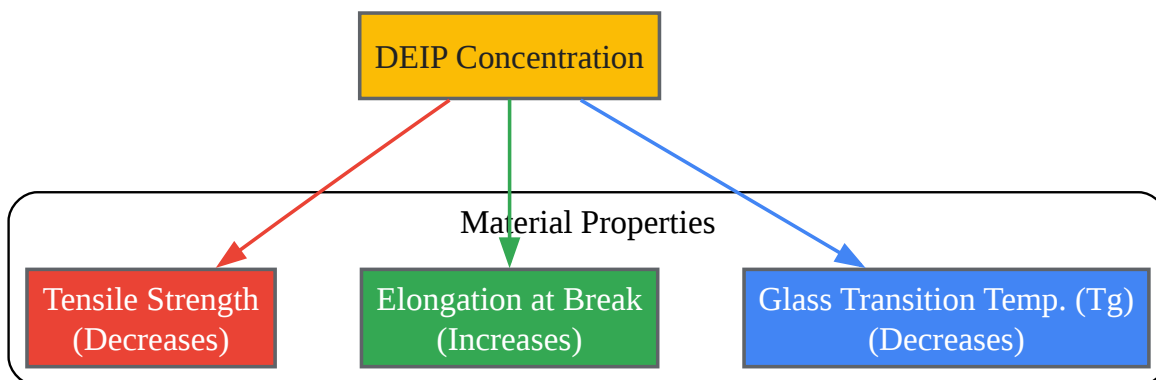 DEIP Concentration
Material Properties
Tensile Strength
(Decreases)
Elongation at Break
(Increases)
Glass Transition Temp. (Tg)
(Decreases)